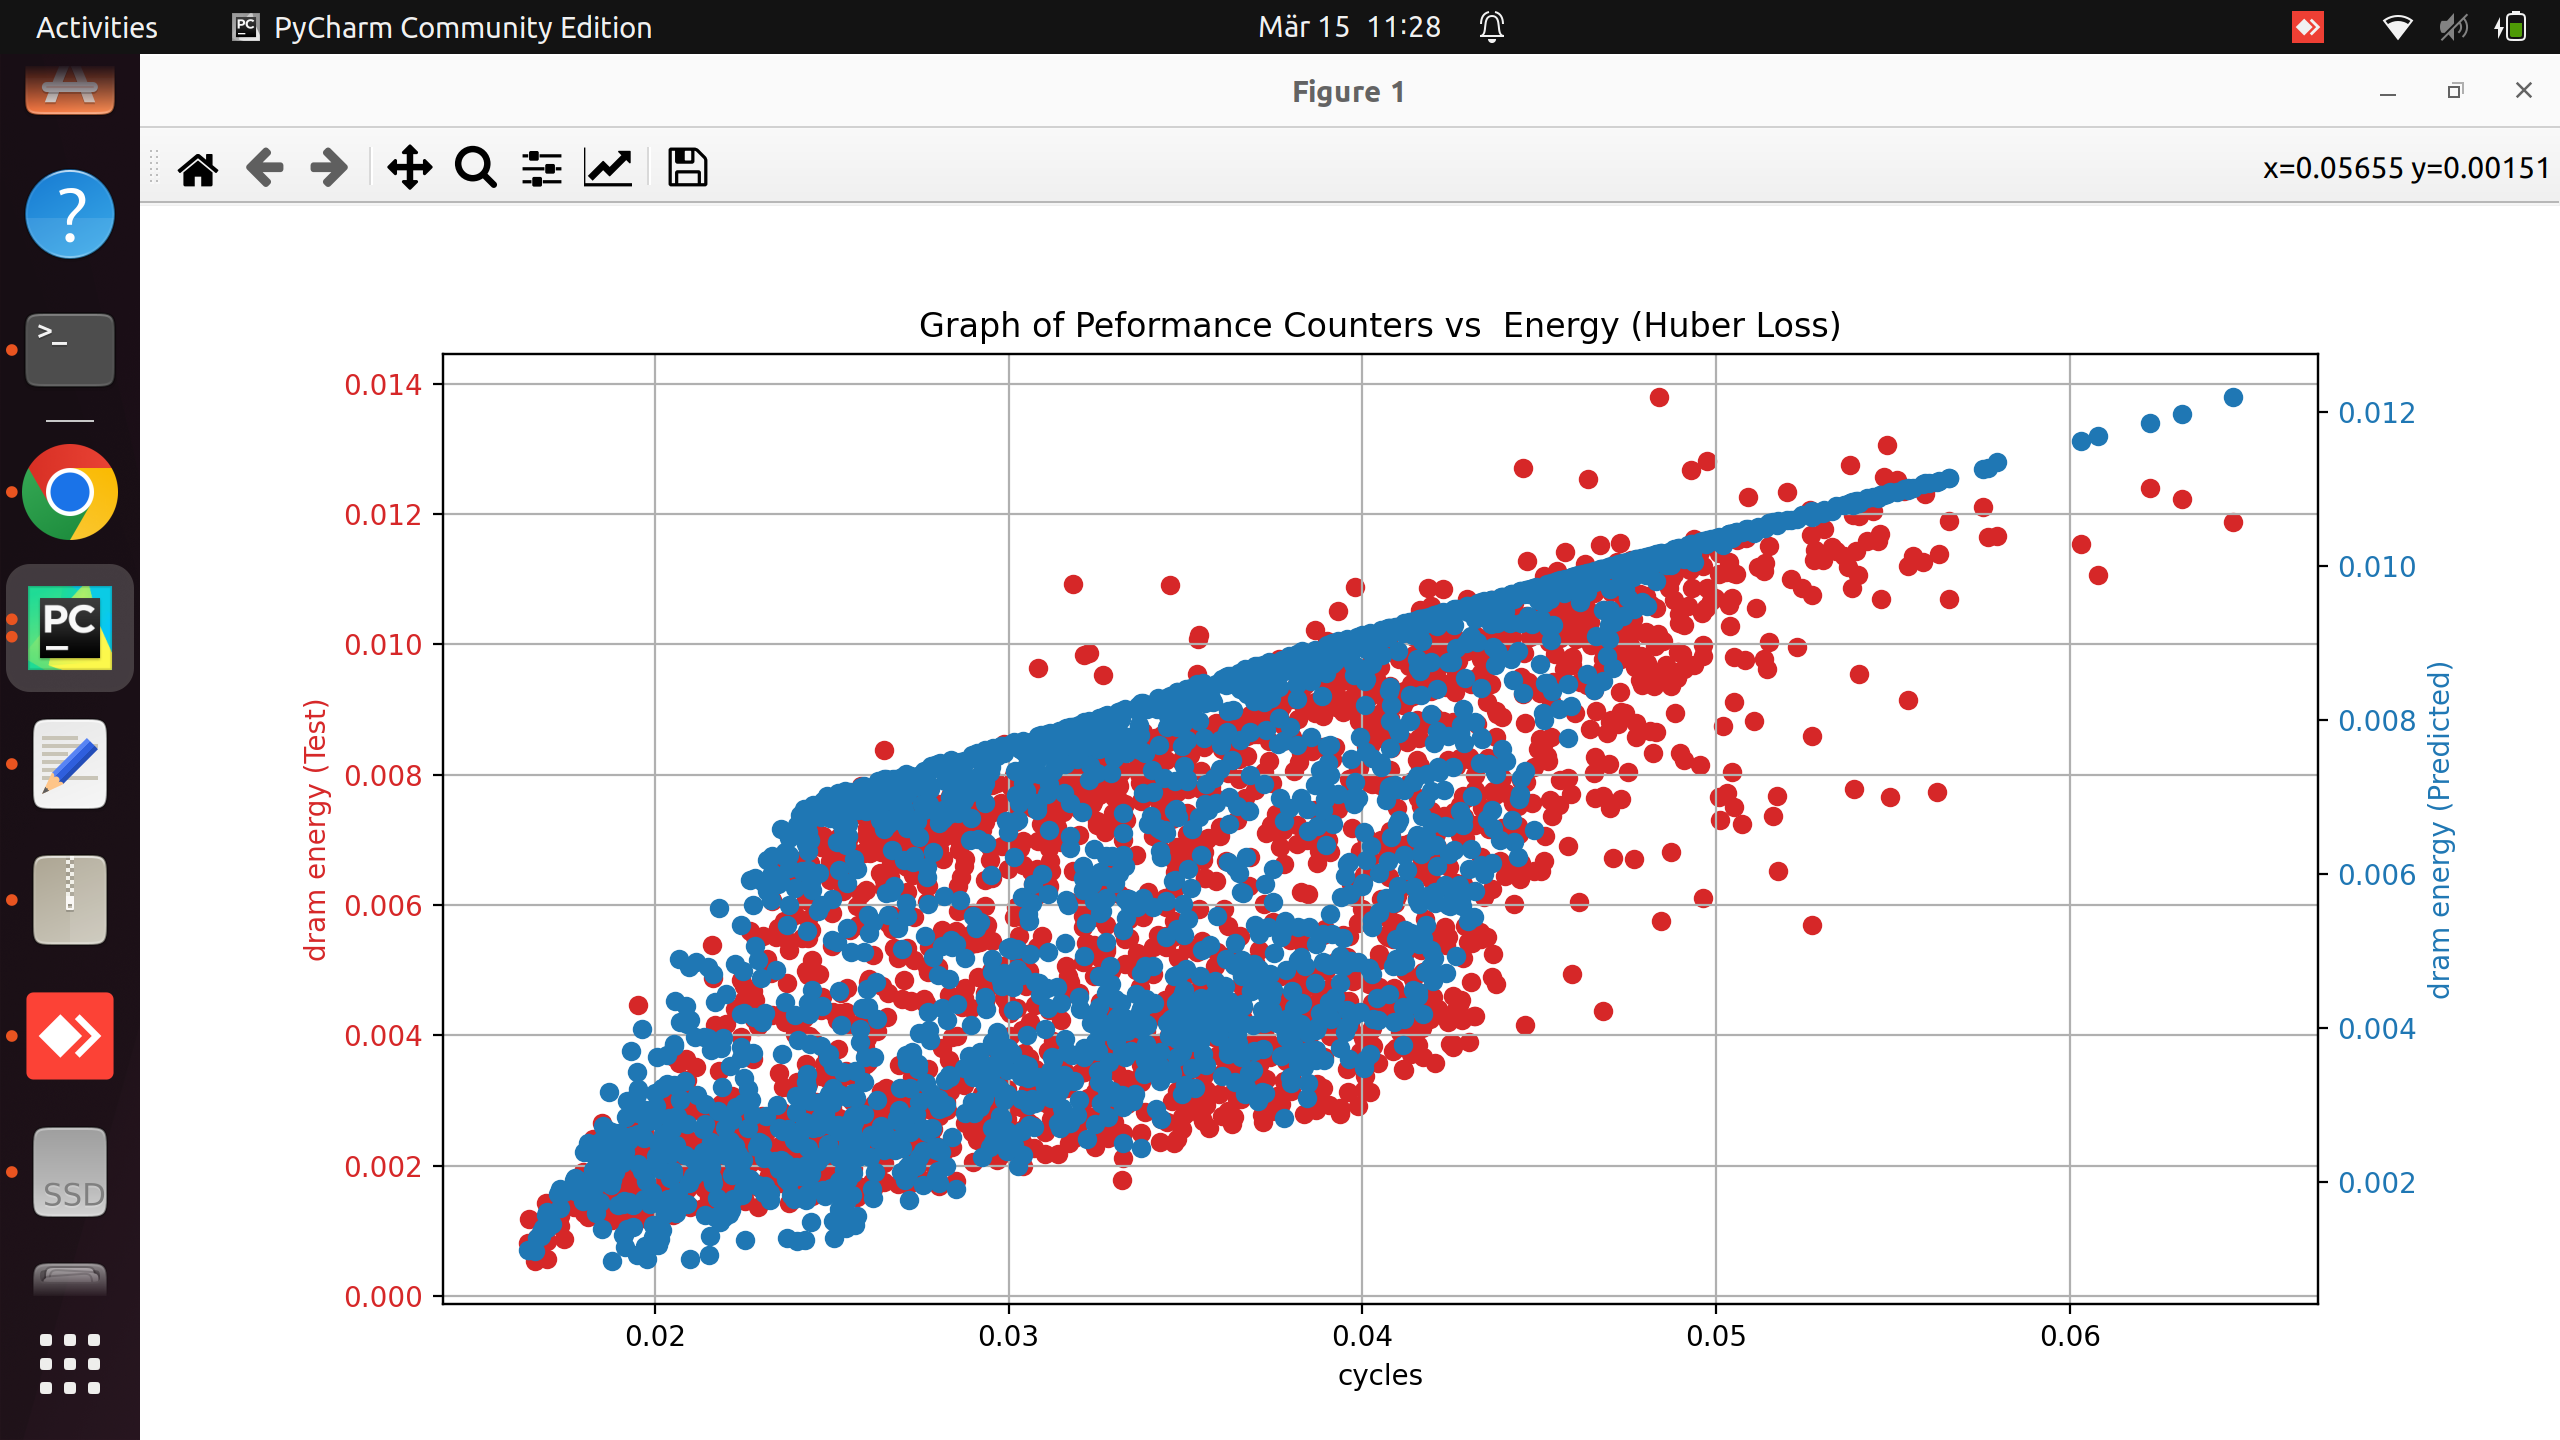 Activities
PyCharm Community Edition
Mär 15 11:28
Figure 1
x=0.05655 y=0.00151
Graph of Peformance Counters vs  Energy (Huber Loss)
0.014
0.012
0.010
0.008
0.006
0.004
0.002
0.000
dram energy (Test)
0.012
0.010
0.008
0.006
0.004
0.002
dram energy (Predicted)
0.02 0.03 0.04 0.05 0.06
cycles
?
>_
PC
SSD